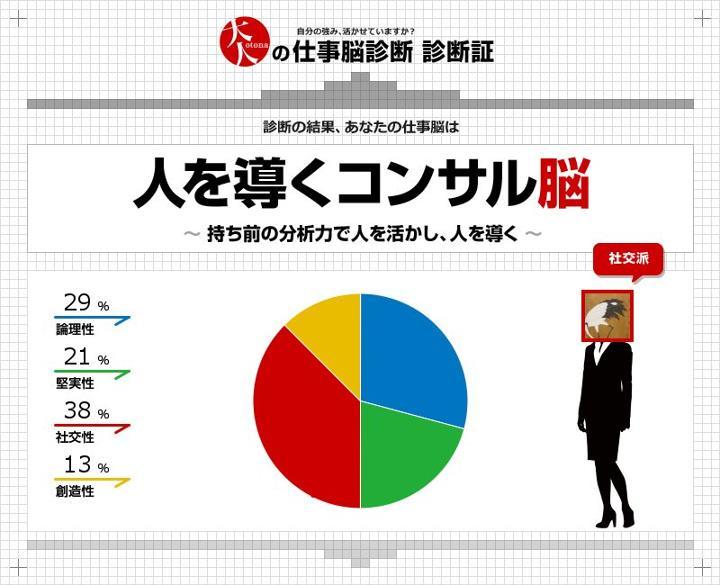 自分の強み、活かせていますか?
大人 otona の仕事脳診断 診断証
診断の結果、あなたの仕事脳は
人を導くコンサル脳
～ 持ち前の分析力で人を活かし、人を導く ～
社交派
29 %
論理性
21 %
堅実性
38 %
社交性
13 %
創造性